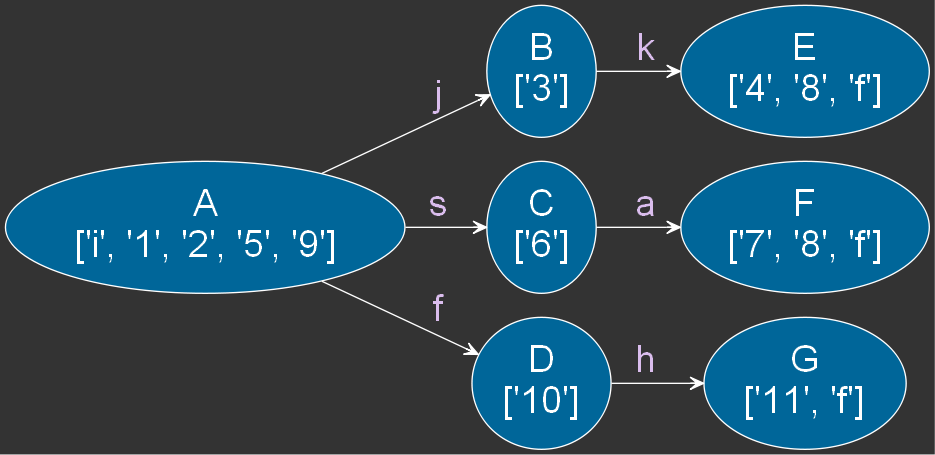 B
['3']
k
E
['4', '8', 'f']
j
A
['i', '1', '2', '5', '9']
s
C
['6']
a
F
['7', '8', 'f']
f
D
['10']
h
G
['11', 'f']